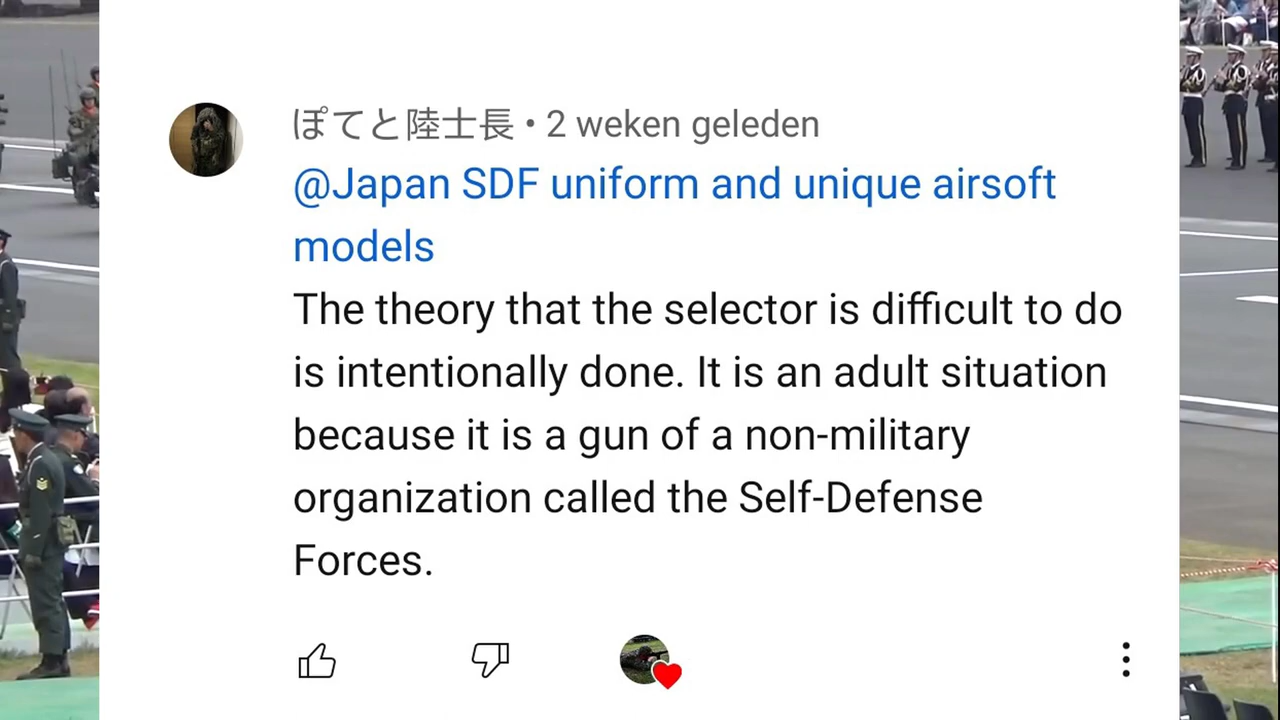 ぽてと陸士長 • 2 weken geleden
@Japan SDF uniform and unique airsoft
models
The theory that the selector is difficult to do
is intentionally done. It is an adult situation
because it is a gun of a non-military
organization called the Self-Defense
Forces.